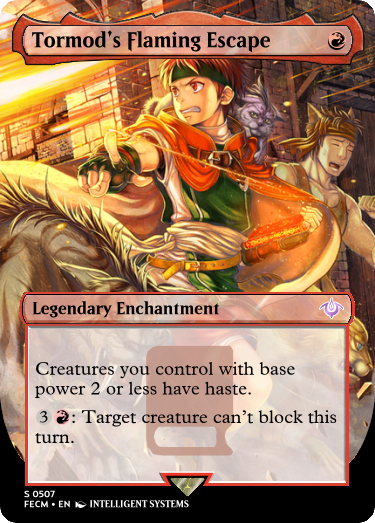 Tormod's Flaming Escape
Legendary Enchantment
Creatures you control with base
power 2 or less have haste.
3 : Target creature can't block this
turn.
S 0507
FECM • EN INTELLIGENT SYSTEMS